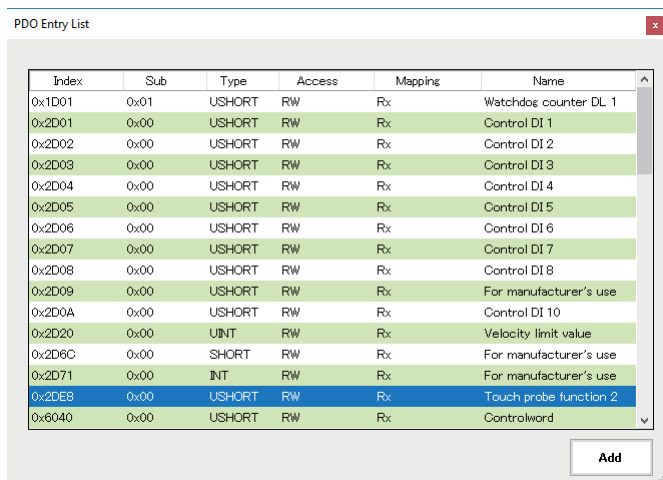 PDO Entry List
x
Index Sub Type Access Mapping Name
0x1D01 0x01 USHORT RW Rx Watchdog counter DL 1
0x2D01 0x00 USHORT RW Rx Control DI 1
0x2D02 0x00 USHORT RW Rx Control DI 2
0x2D03 0x00 USHORT RW Rx Control DI 3
0x2D04 0x00 USHORT RW Rx Control DI 4
0x2D05 0x00 USHORT RW Rx Control DI 5
0x2D06 0x00 USHORT RW Rx Control DI 6
0x2D07 0x00 USHORT RW Rx Control DI 7
0x2D08 0x00 USHORT RW Rx Control DI 8
0x2D09 0x00 USHORT RW Rx For manufacturer's use
0x2D0A 0x00 USHORT RW Rx Control DI 10
0x2D20 0x00 UINT RW Rx Velocity limit value
0x2D6C 0x00 SHORT RW Rx For manufacturer's use
0x2D71 0x00 INT RW Rx For manufacturer's use
0x2DE8 0x00 USHORT RW Rx Touch probe function 2
0x6040 0x00 USHORT RW Rx Controlword
Add